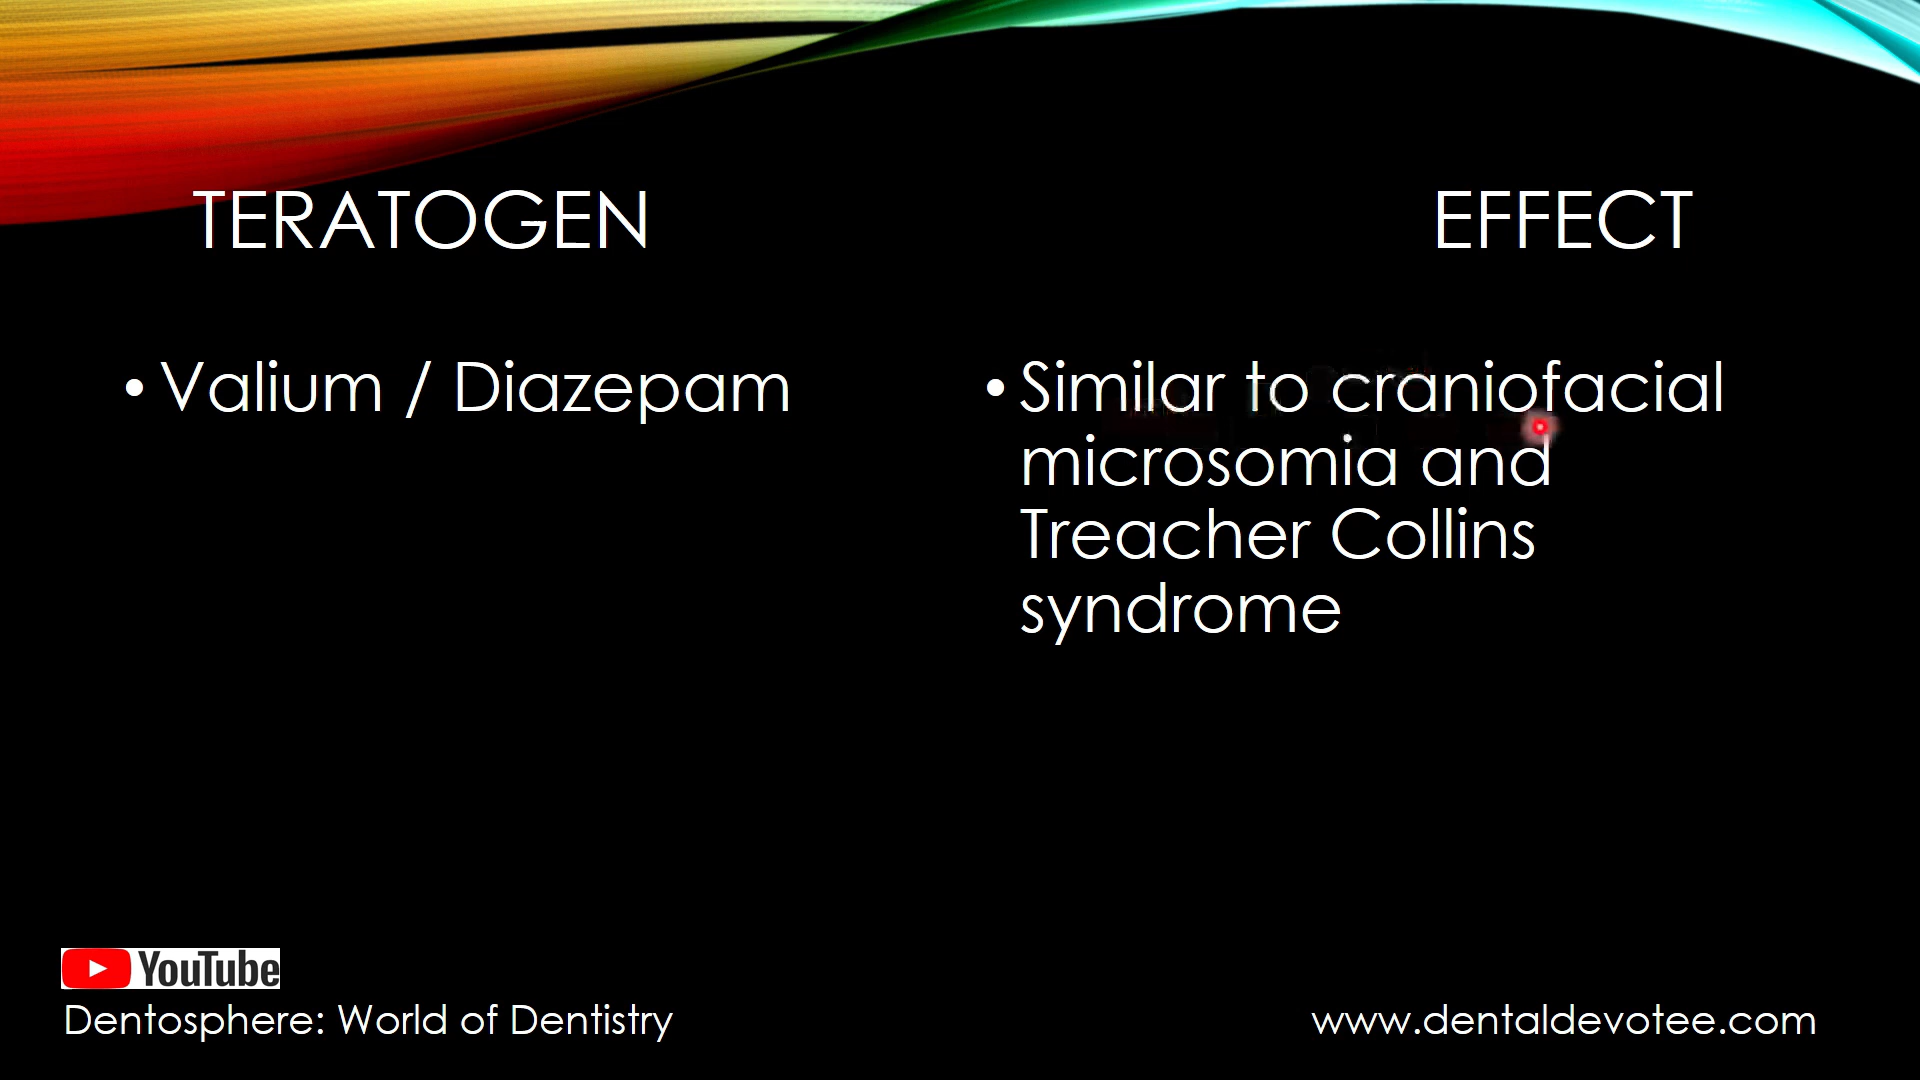 TERATOGEN
EFFECT
• Valium / Diazepam
• Similar to craniofacial
microsomia and
Treacher Collins
syndrome
YouTube
Dentosphere: World of Dentistry
www.dentaldevotee.com